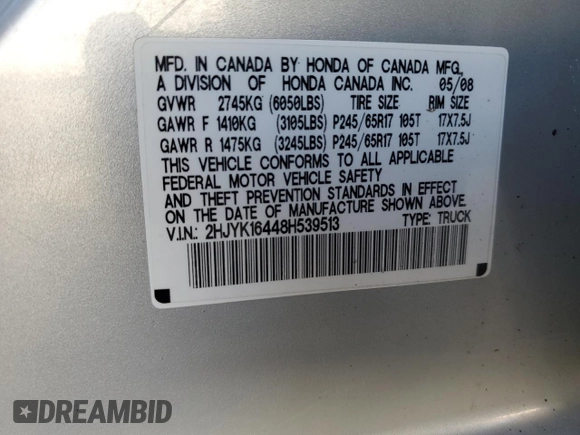 MFD. IN CANADA BY HONDA OF CANADA MFG.,
A DIVISION OF HONDA CANADA INC. 05/08
GVWR 2745KG (6050LBS) TIRE SIZE RIM SIZE
GAWR F 1410KG (3105LBS) P245/65R17 105T 17X7.5J
GAWR R 1475KG (3245LBS) P245/65R17 105T 17X7.5J
THIS VEHICLE CONFORMS TO ALL APPLICABLE
FEDERAL MOTOR VEHICLE SAFETY
AND THEFT PREVENTION STANDARDS IN EFFECT
ON THE DATE OF MANUFACTURE SHOWN ABOVE.
V.I.N: 2HJYK16448H539513 TYPE: TRUCK
DREAMBID